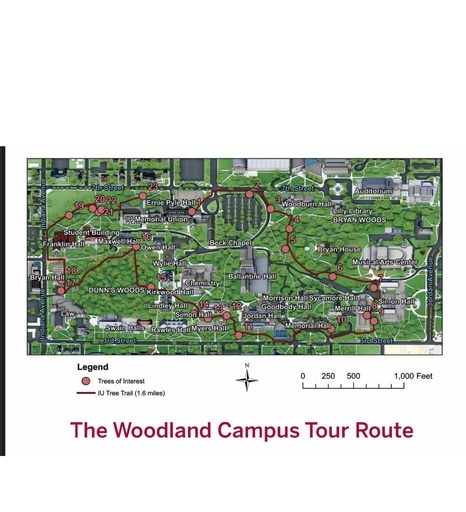 7th Street
7th Street
23
2
Ernie Pyle Hall
1
3
Woodburn Hall
Auditorium
20
22
19
21
IU Memorial Union
Lilly Library
BRYAN WOODS
4
Student Building
Maxwell Hall
16
5
Franklin Hall
Owen Hall
Beck Chapel
Bryan House
Wylie Hall
Musical Arts Center
Bryan Hall
18
17
15
Chemistry
Ballantine Hall
6
DUNN'S WOODS
Kirkwood Hall
Morrison Hall
Sycamore Hall
Simon Hall
Lindley Hall
14
12
Goodbody Hall
Merrill Hall
8
9
Law
Simon Hall
Jordan Hall
10
Swain Hall
Rawles Hall
Myers Hall
11
Memorial Hall
3rd Street
3rd Street
Indiana Avenue
Jordan Avenue
Legend
Trees of Interest
IU Tree Trail (1.6 miles)
N
0 250 500 1,000 Feet
The Woodland Campus Tour Route